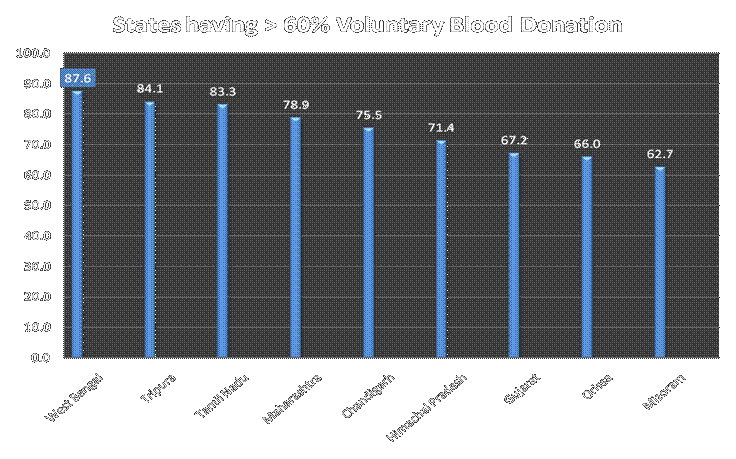 States having > 60% Voluntary Blood Donation
100.0
90.0
80.0
70.0
60.0
50.0
40.0
30.0
20.0
10.0
0.0
87.6
84.1
83.3
78.9
75.5
71.4
67.2
66.0
62.7
West Bengal
Tripura
Tamil Nadu
Maharashtra
Chandigarh
Himachal Pradesh
Gujarat
Orissa
Mizoram